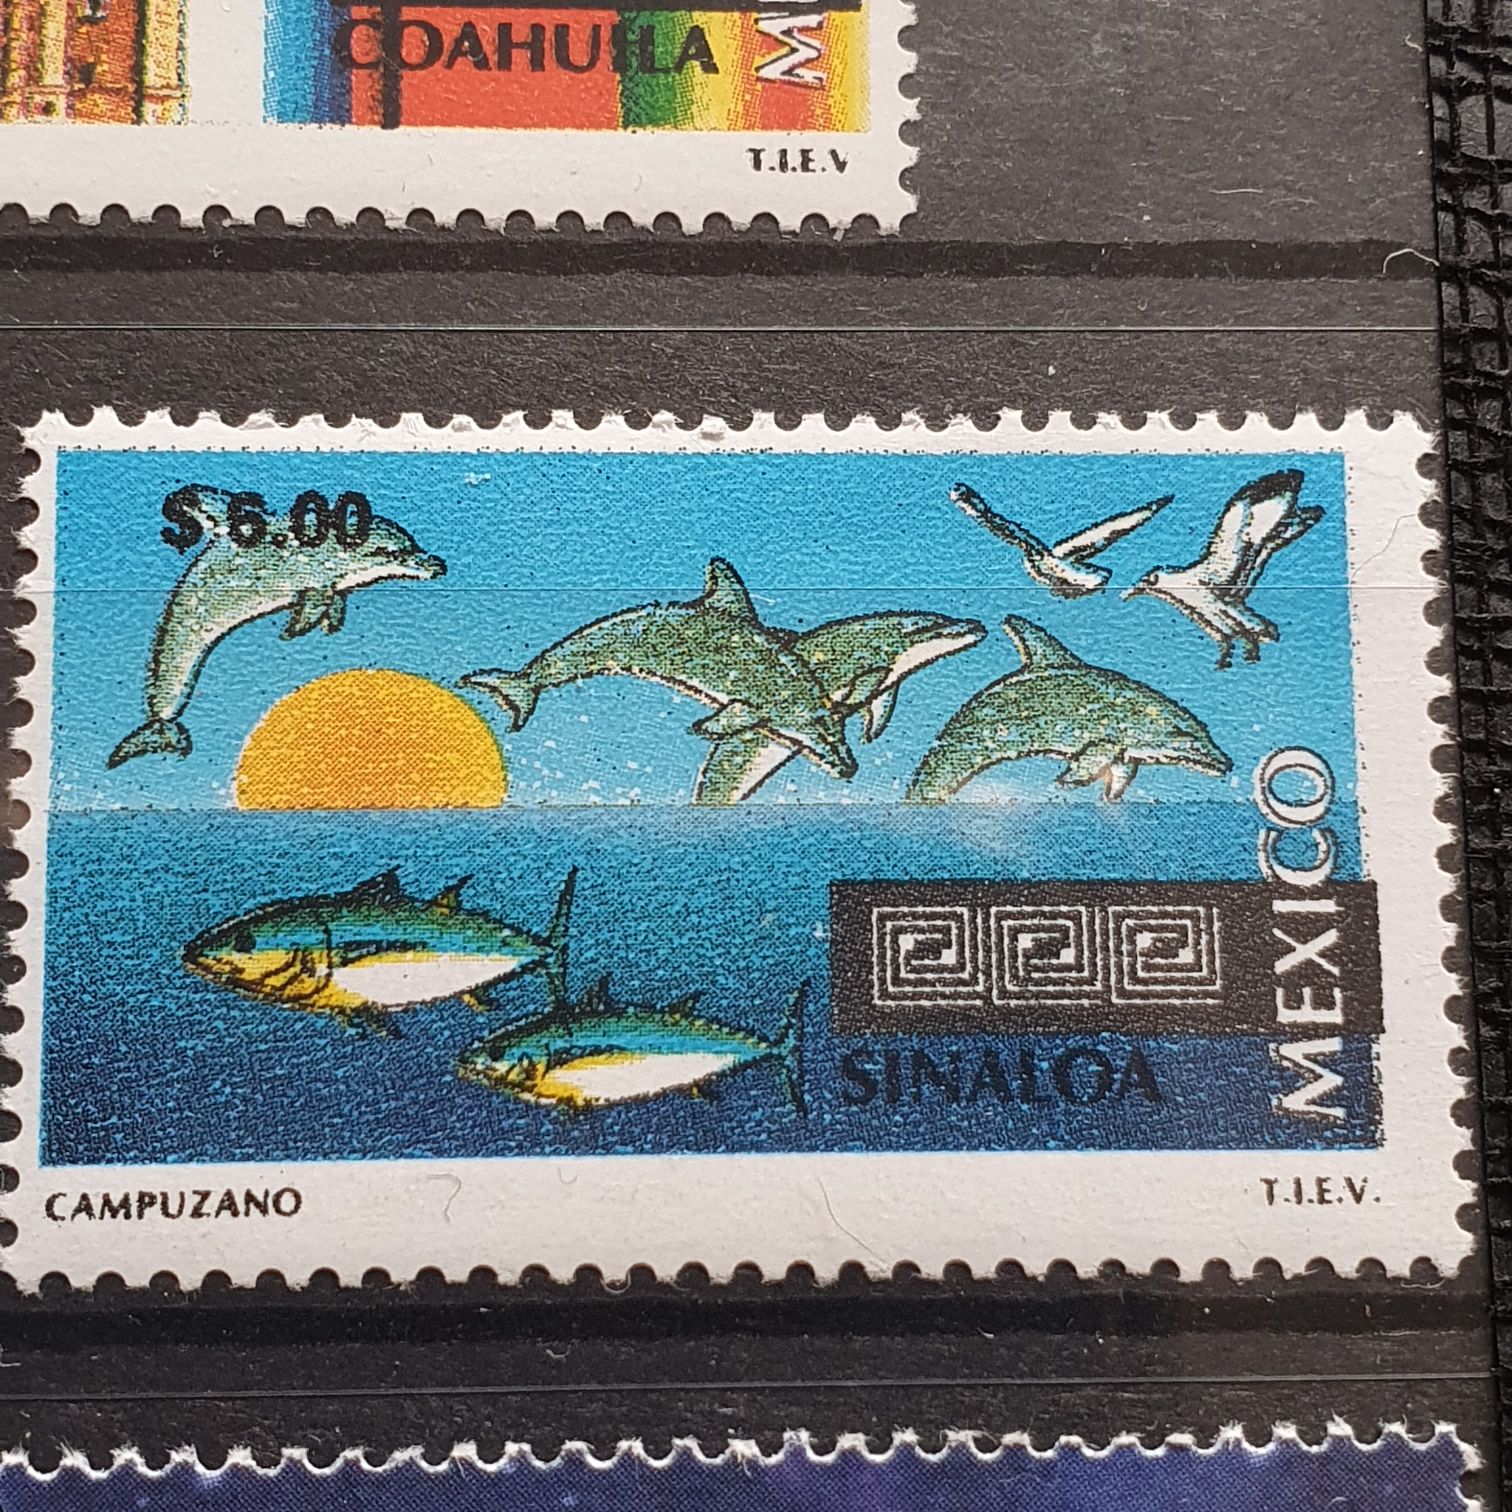 COAHUILA
T.I.E.V
$ 6.00
MEXICO
SINALOA
CAMPUZANO
T.I.E.V.